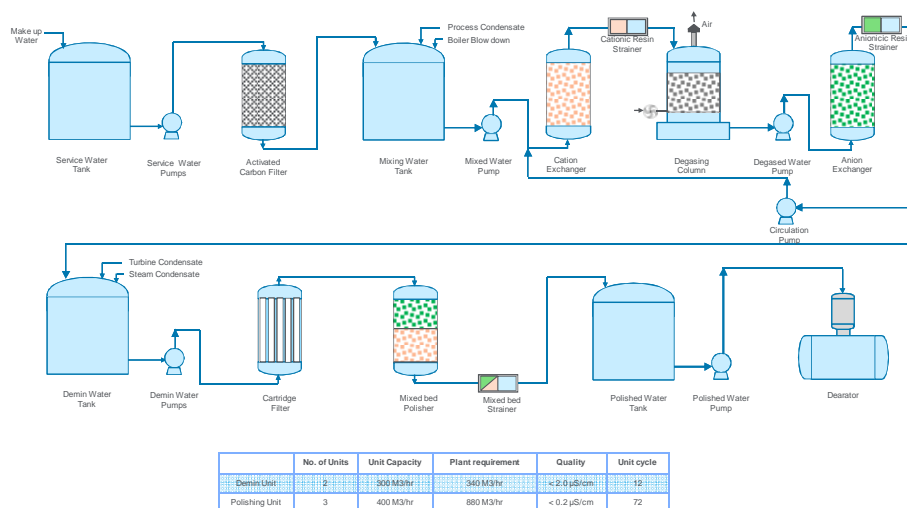 Make up
Water
Process Condensate
Boiler Blow down
Cationic Resin
Strainer
Air
Anionicic Resi
Strainer
Service Water
Tank
Service Water
Pumps
Activated
Carbon Filter
Mixing Water
Tank
Mixed Water
Pump
Cation
Exchanger
Degasing
Column
Degased Water
Pump
Anion
Exchanger
Circulation
Pump
Turbine Condensate
Steam Condensate
Demin Water
Tank
Demin Water
Pumps
Cartridge
Filter
Mixed bed
Polisher
Mixed bed
Strainer
Polished Water
Tank
Polished Water
Pump
Dearator
No. of Units Unit Capacity Plant requirement Quality Unit cycle
Demin Unit 2 300 M3/hr 340 M3/hr < 2.0 µS/cm 12
Polishing Unit 3 400 M3/hr 880 M3/hr < 0.2 µS/cm 72